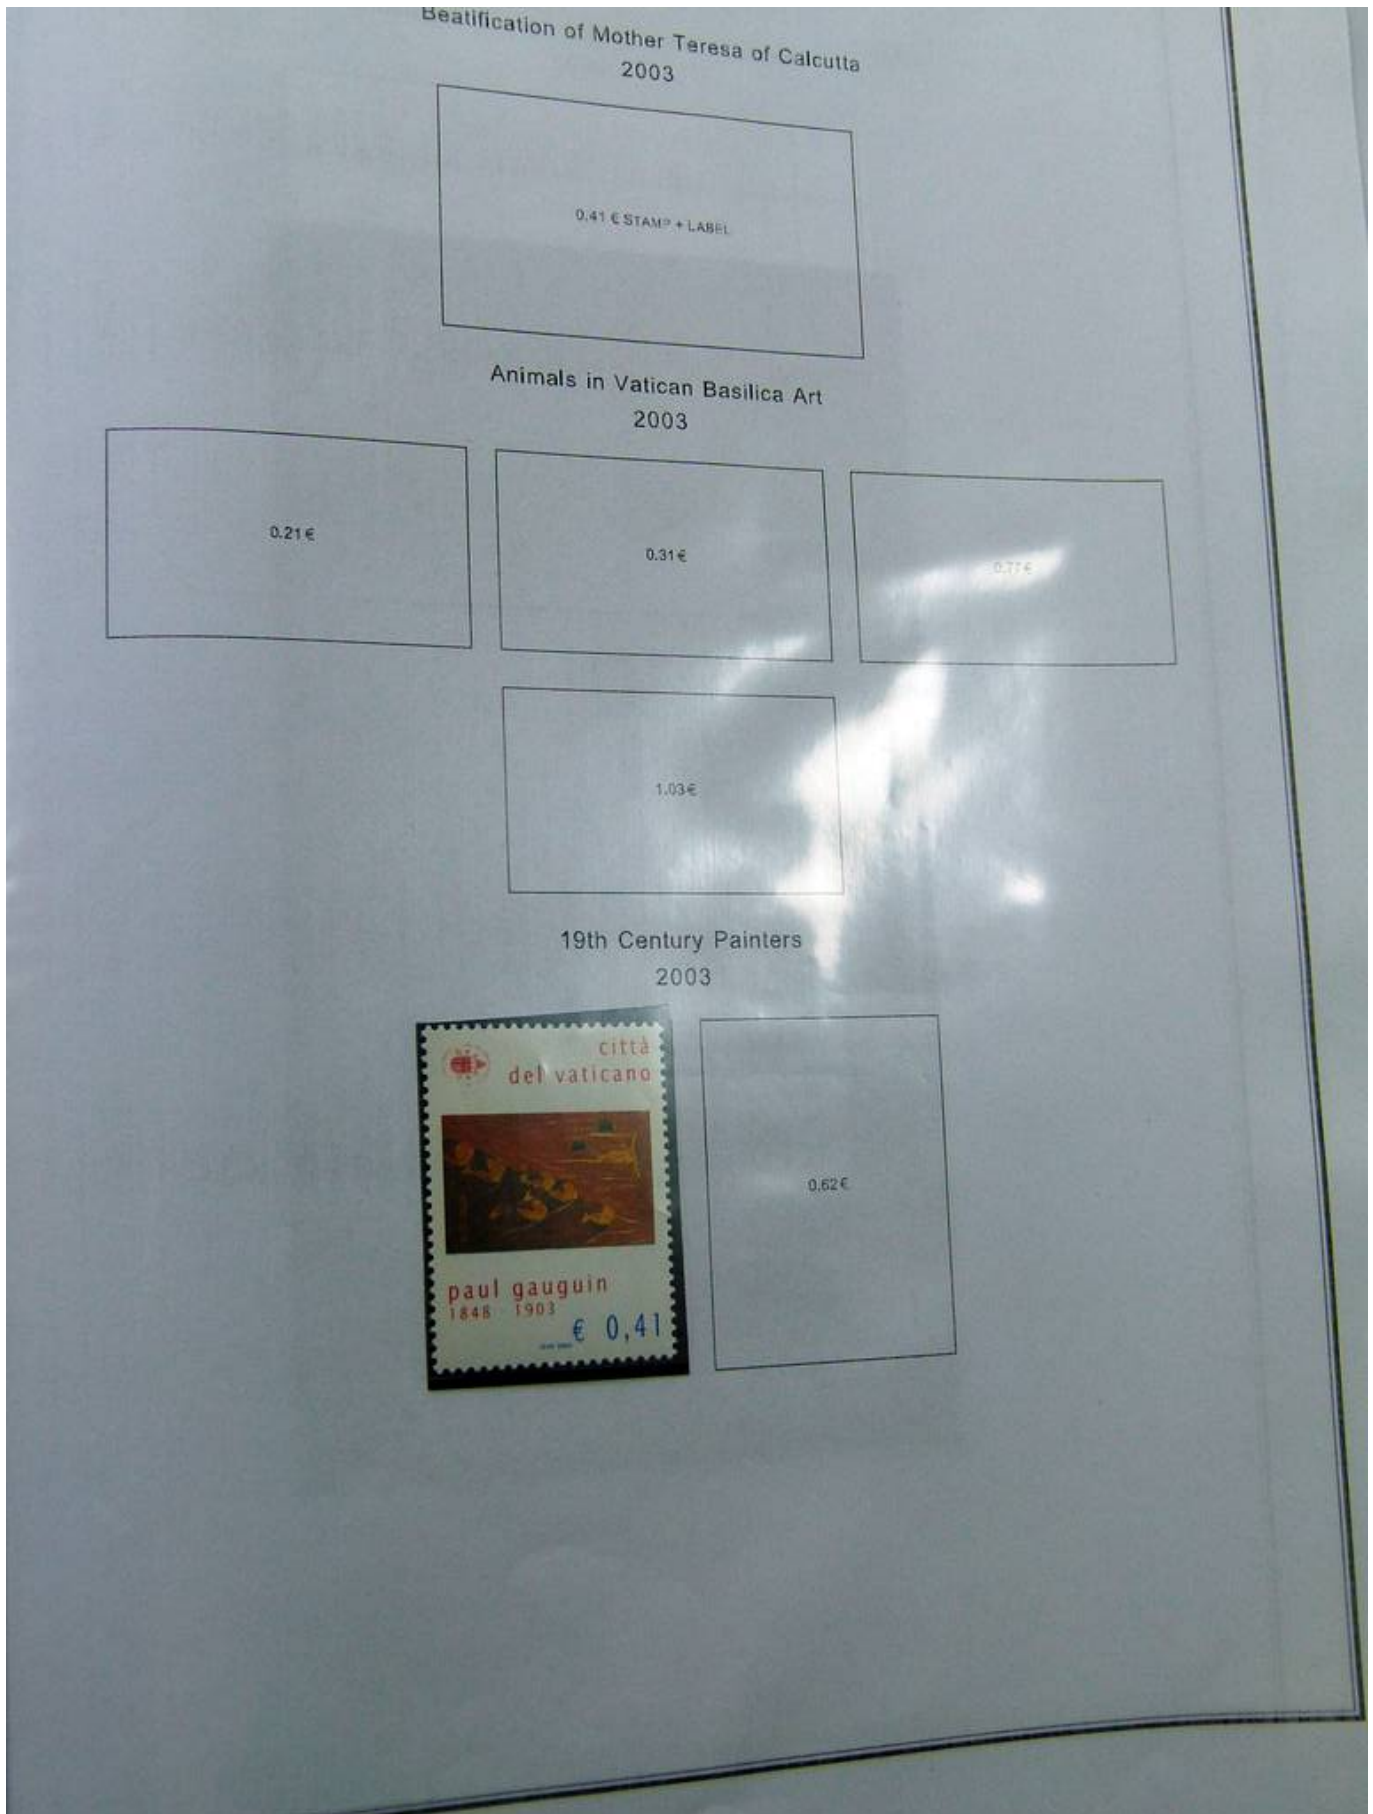 Beatification of Mother Teresa of Calcutta
2003
0.41 € STAMP + LABEL
Animals in Vatican Basilica Art
2003
0.21 €
0.31 €
0.77 €
1.03 €
19th Century Painters
2003
città
del vaticano
paul gauguin
1848 - 1903
€ 0,41
0.62 €